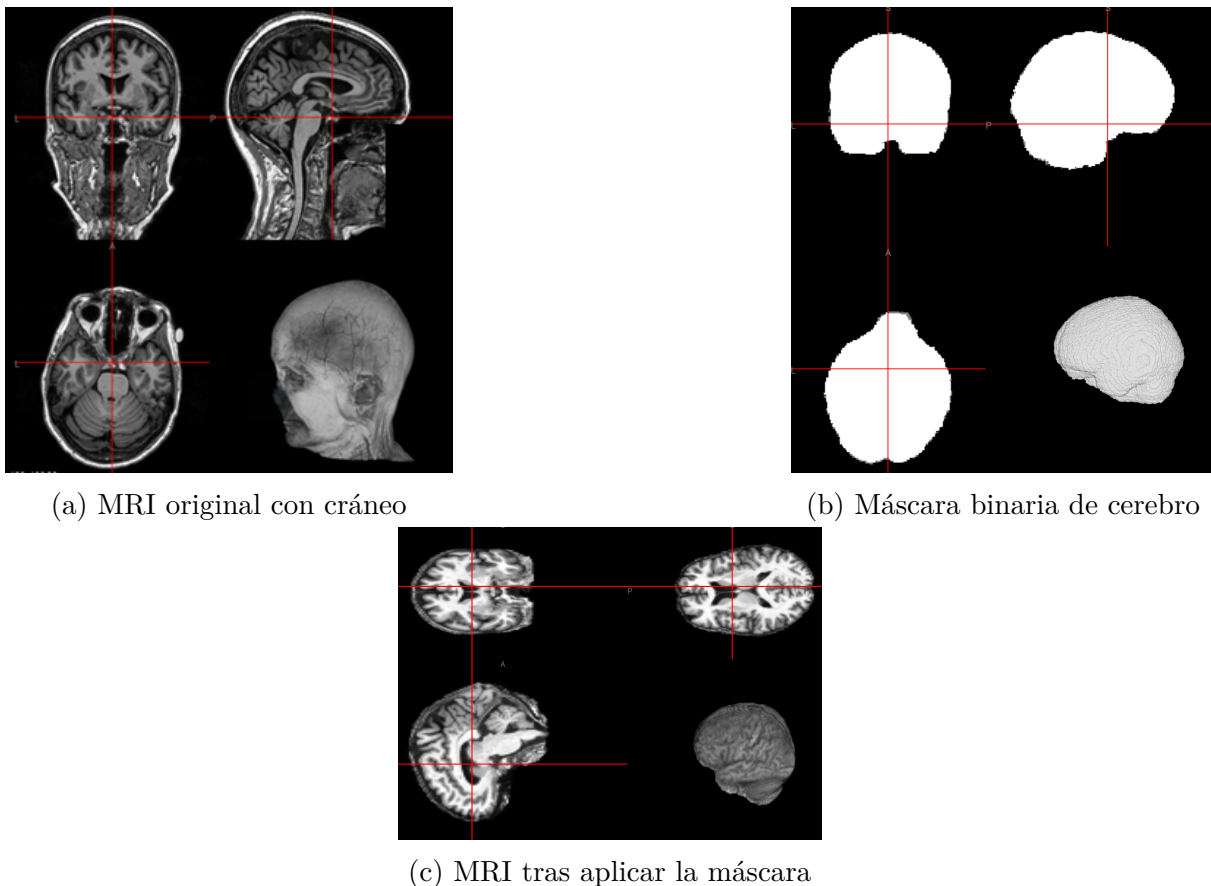 L
P
A
L
(a) MRI original con cráneo
S
S
L
P
A
L
(b) Máscara binaria de cerebro
P
A
(c) MRI tras aplicar la máscara